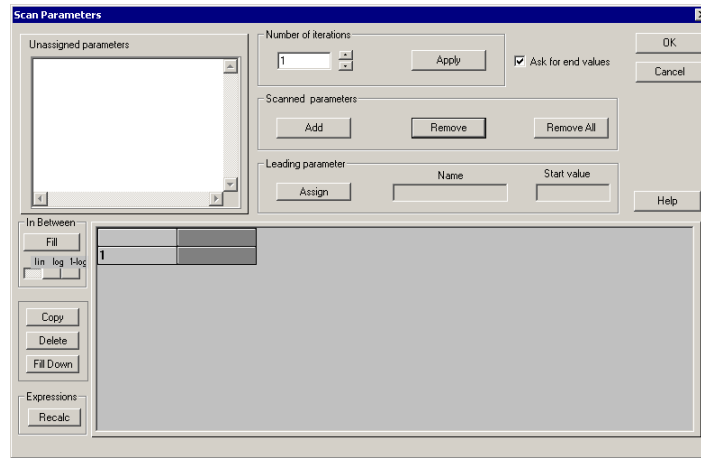 Scan Parameters
Unassigned parameters
Number of iterations
1
Apply
Ask for end values
OK
Cancel
Scanned parameters
Add
Remove
Remove All
Leading parameter
Name
Start value
Assign
Help
In Between
Fill
lin log 1-log
1
Copy
Delete
Fill Down
Expressions
Recalc